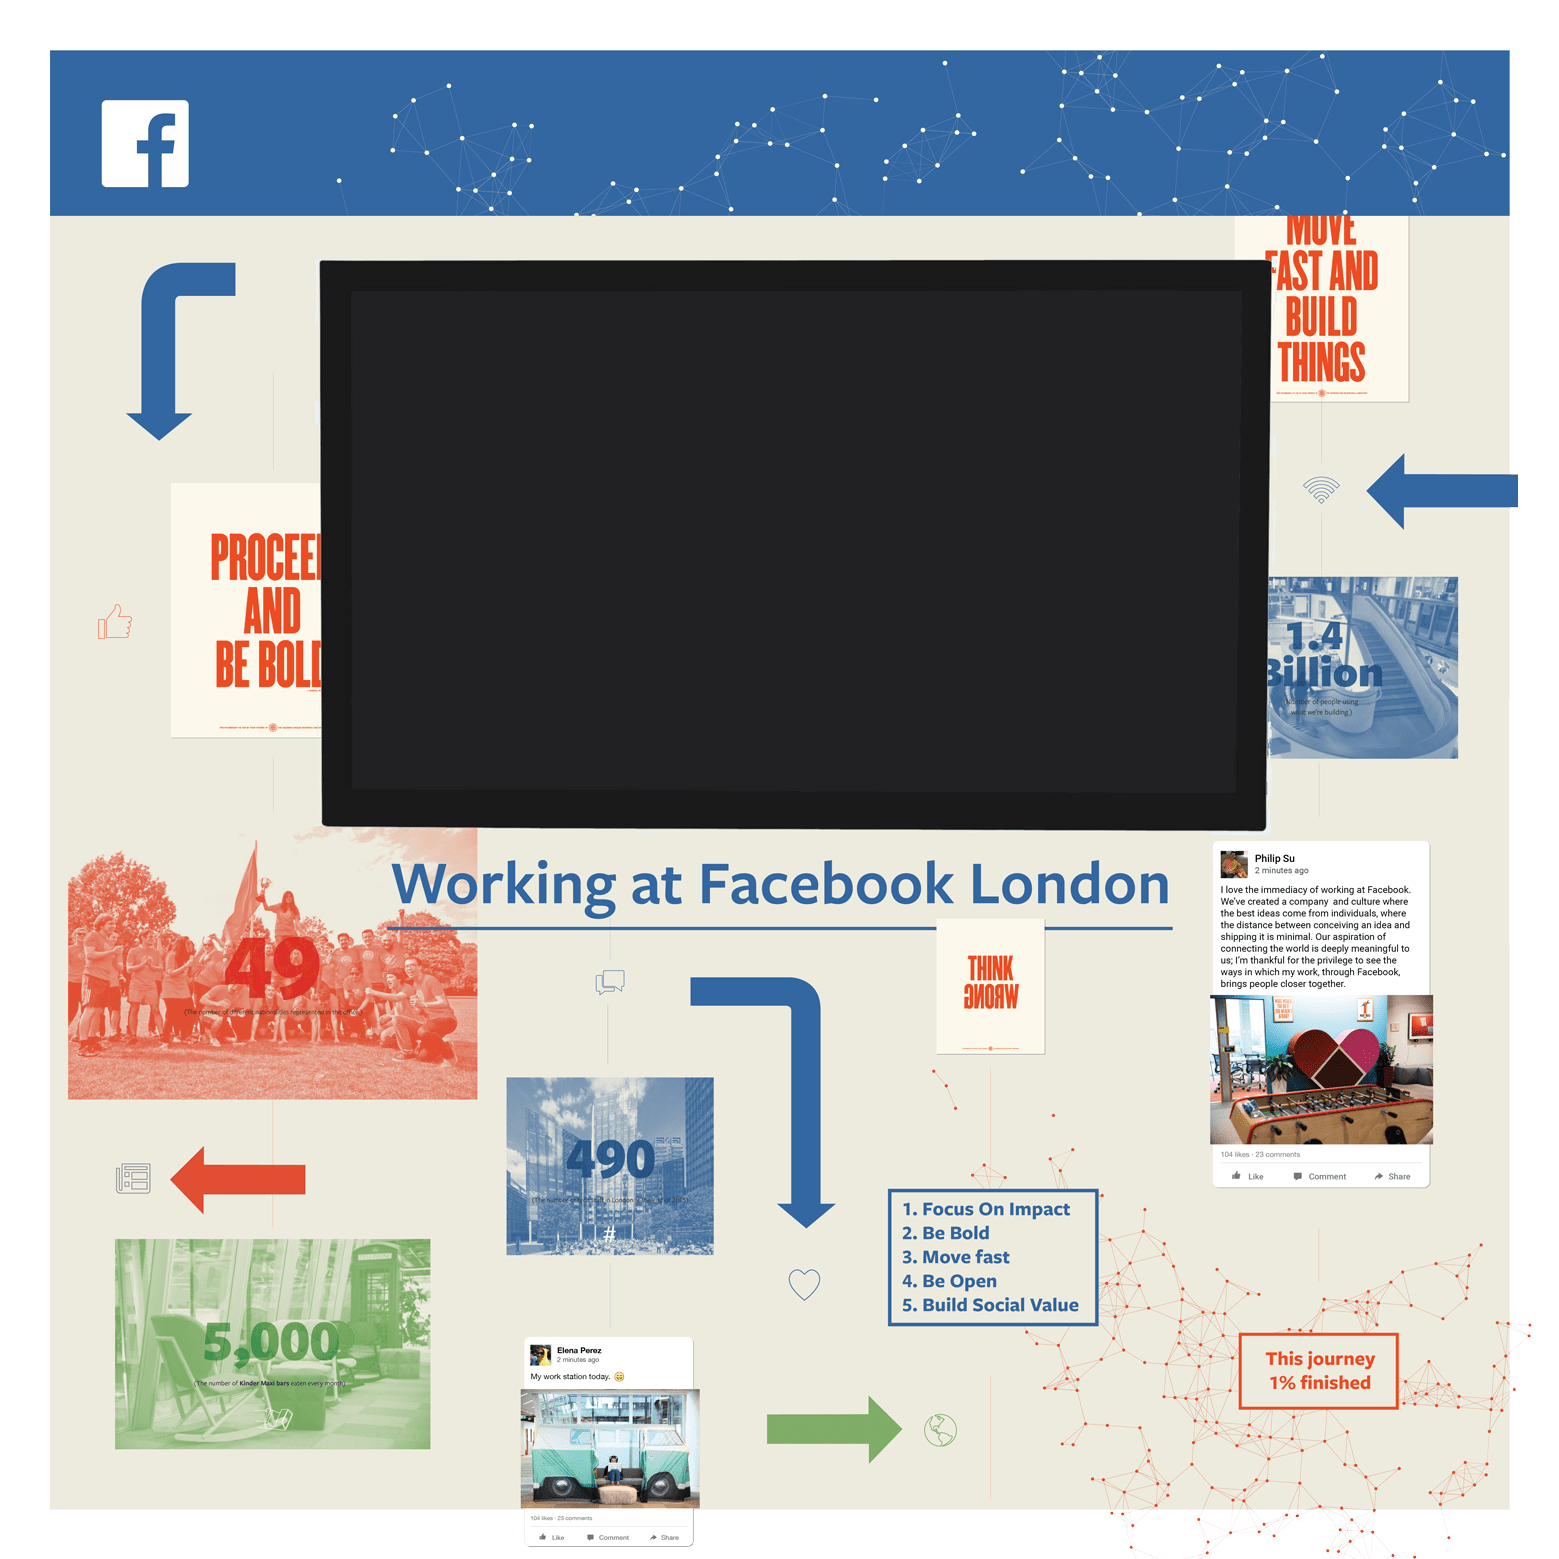 MOVE
FAST AND
BUILD
THINGS
PROCEE
AND
BE BOLD
1.4
Billion
(Number of people using
what we're building.)
Working at Facebook London
49
(The number of different nationalities represented in the office.)
THINK
WRONG
Philip Su
2 minutes ago
I love the immediacy of working at Facebook.
We've created a company and culture where
the best ideas come from individuals, where
the distance between conceiving an idea and
shipping it is minimal. Our aspiration of
connecting the world is deeply meaningful to
us; I'm thankful for the privilege to see the
ways in which my work, through Facebook,
brings people closer together.
104 likes · 23 comments
Like Comment Share
490
#
1. Focus On Impact
2. Be Bold
3. Move fast
4. Be Open
5. Build Social Value
5,000
(The number of Kinder Maxi bars eaten every month)
Elena Perez
2 minutes ago
My work station today. 😄
104 likes · 23 comments
Like Comment Share
This journey
1% finished